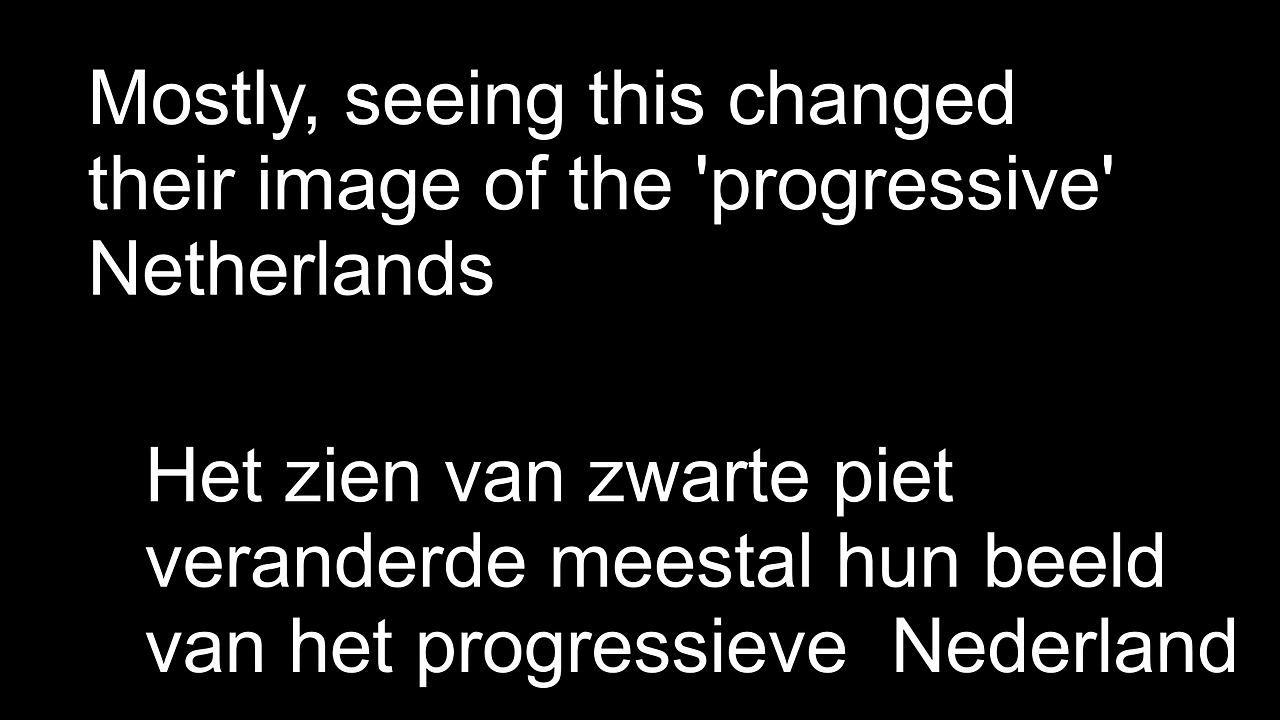 Mostly, seeing this changed
their image of the 'progressive'
Netherlands
Het zien van zwarte piet
veranderde meestal hun beeld
van het progressieve  Nederland